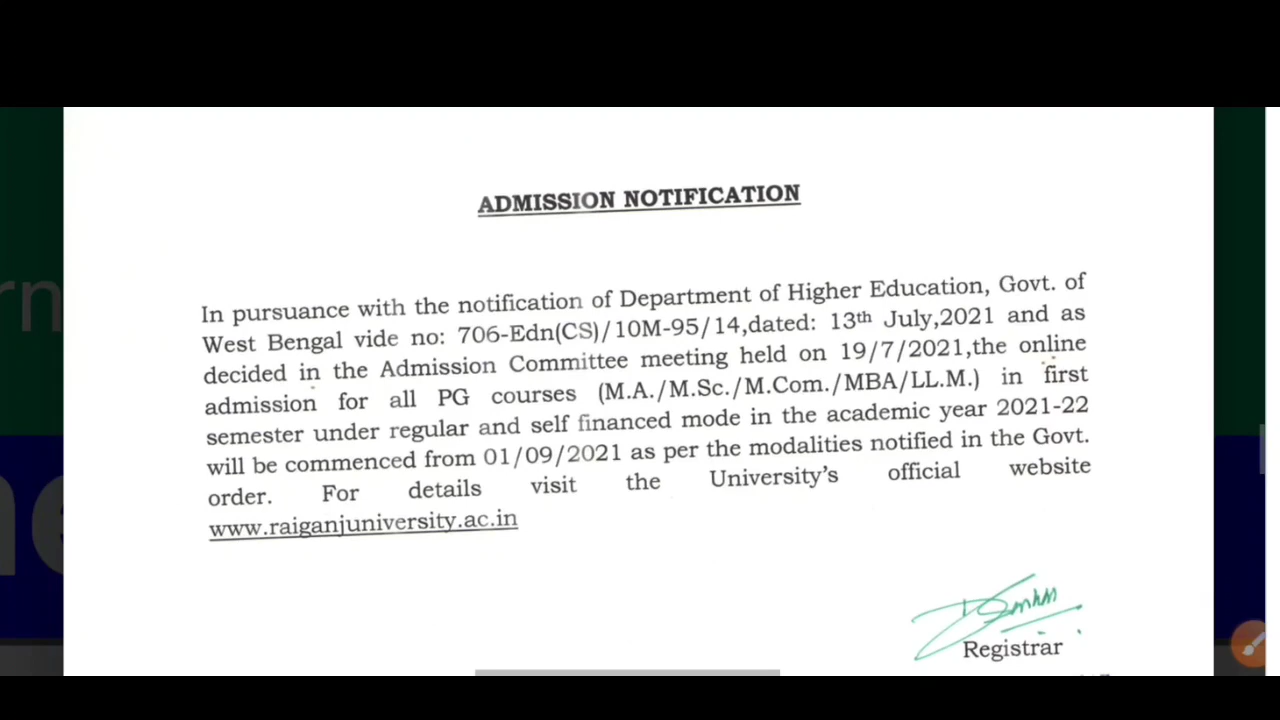 ADMISSION NOTIFICATION
In pursuance with the notification of Department of Higher Education, Govt. of
West Bengal vide no: 706-Edn(CS)/10M-95/14,dated: 13th July,2021 and as
decided in the Admission Committee meeting held on 19/7/2021,the online
admission for all PG courses (M.A./M.Sc./M.Com./MBA/LL.M.) in first
semester under regular and self financed mode in the academic year 2021-22
will be commenced from 01/09/2021 as per the modalities notified in the Govt.
order. For details visit the University's official website
www.raiganjuniversity.ac.in
Registrar